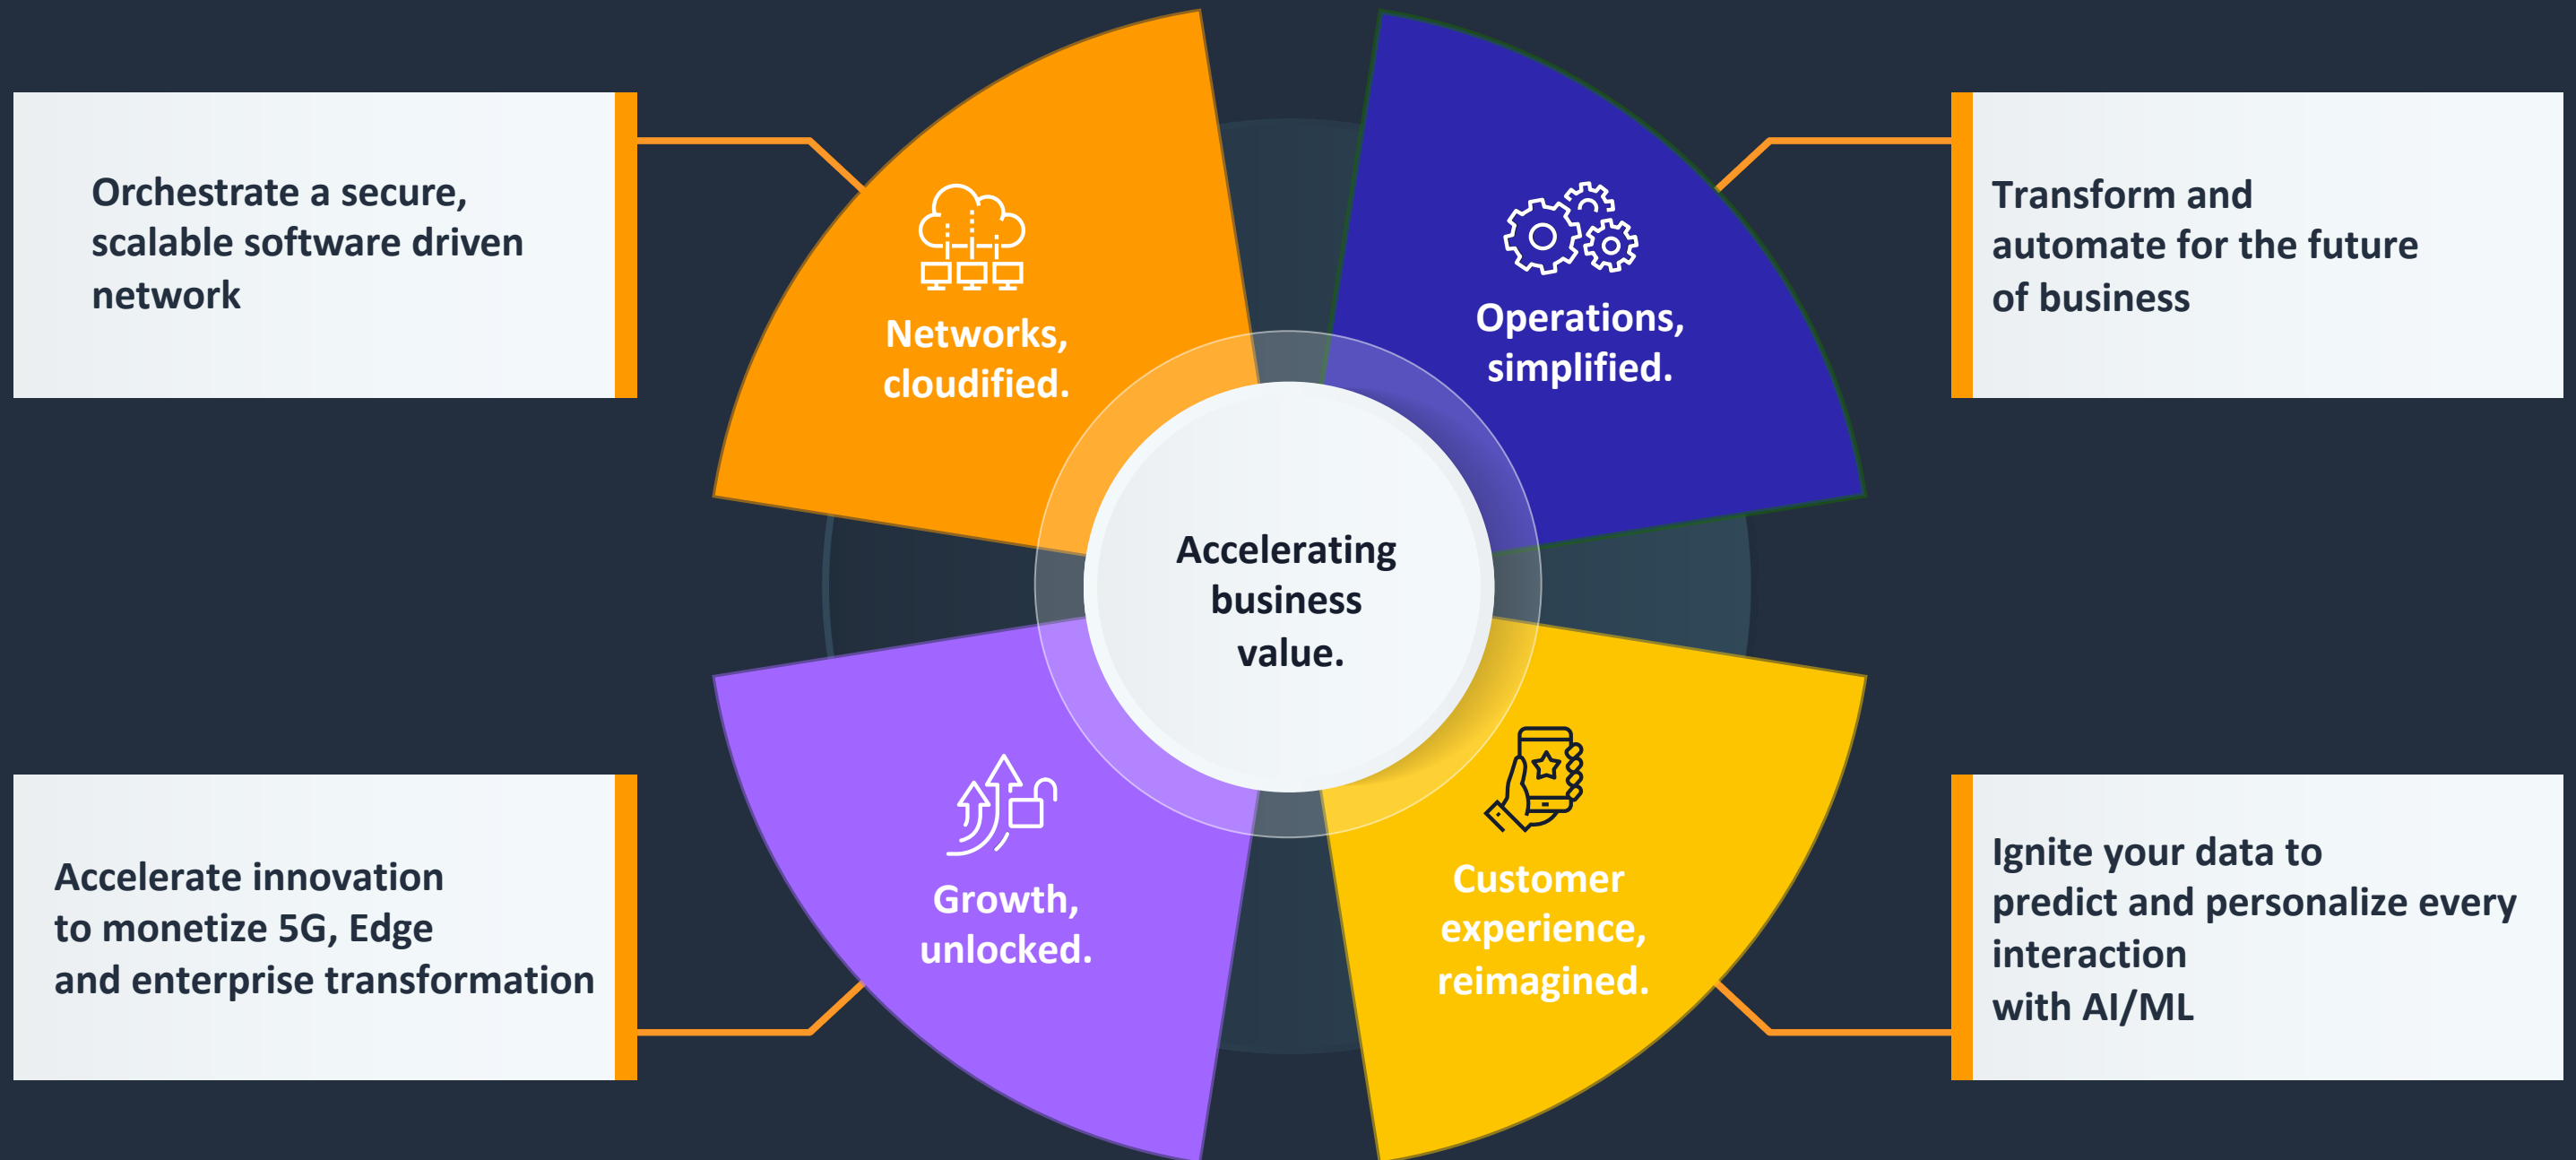 Orchestrate a secure,
scalable software driven
network
Networks,
cloudified.
Operations,
simplified.
Transform and
automate for the future
of business
Accelerating
business
value.
Accelerate innovation
to monetize 5G, Edge
and enterprise transformation
Growth,
unlocked.
Customer
experience,
reimagined.
Ignite your data to
predict and personalize every
interaction
with AI/ML